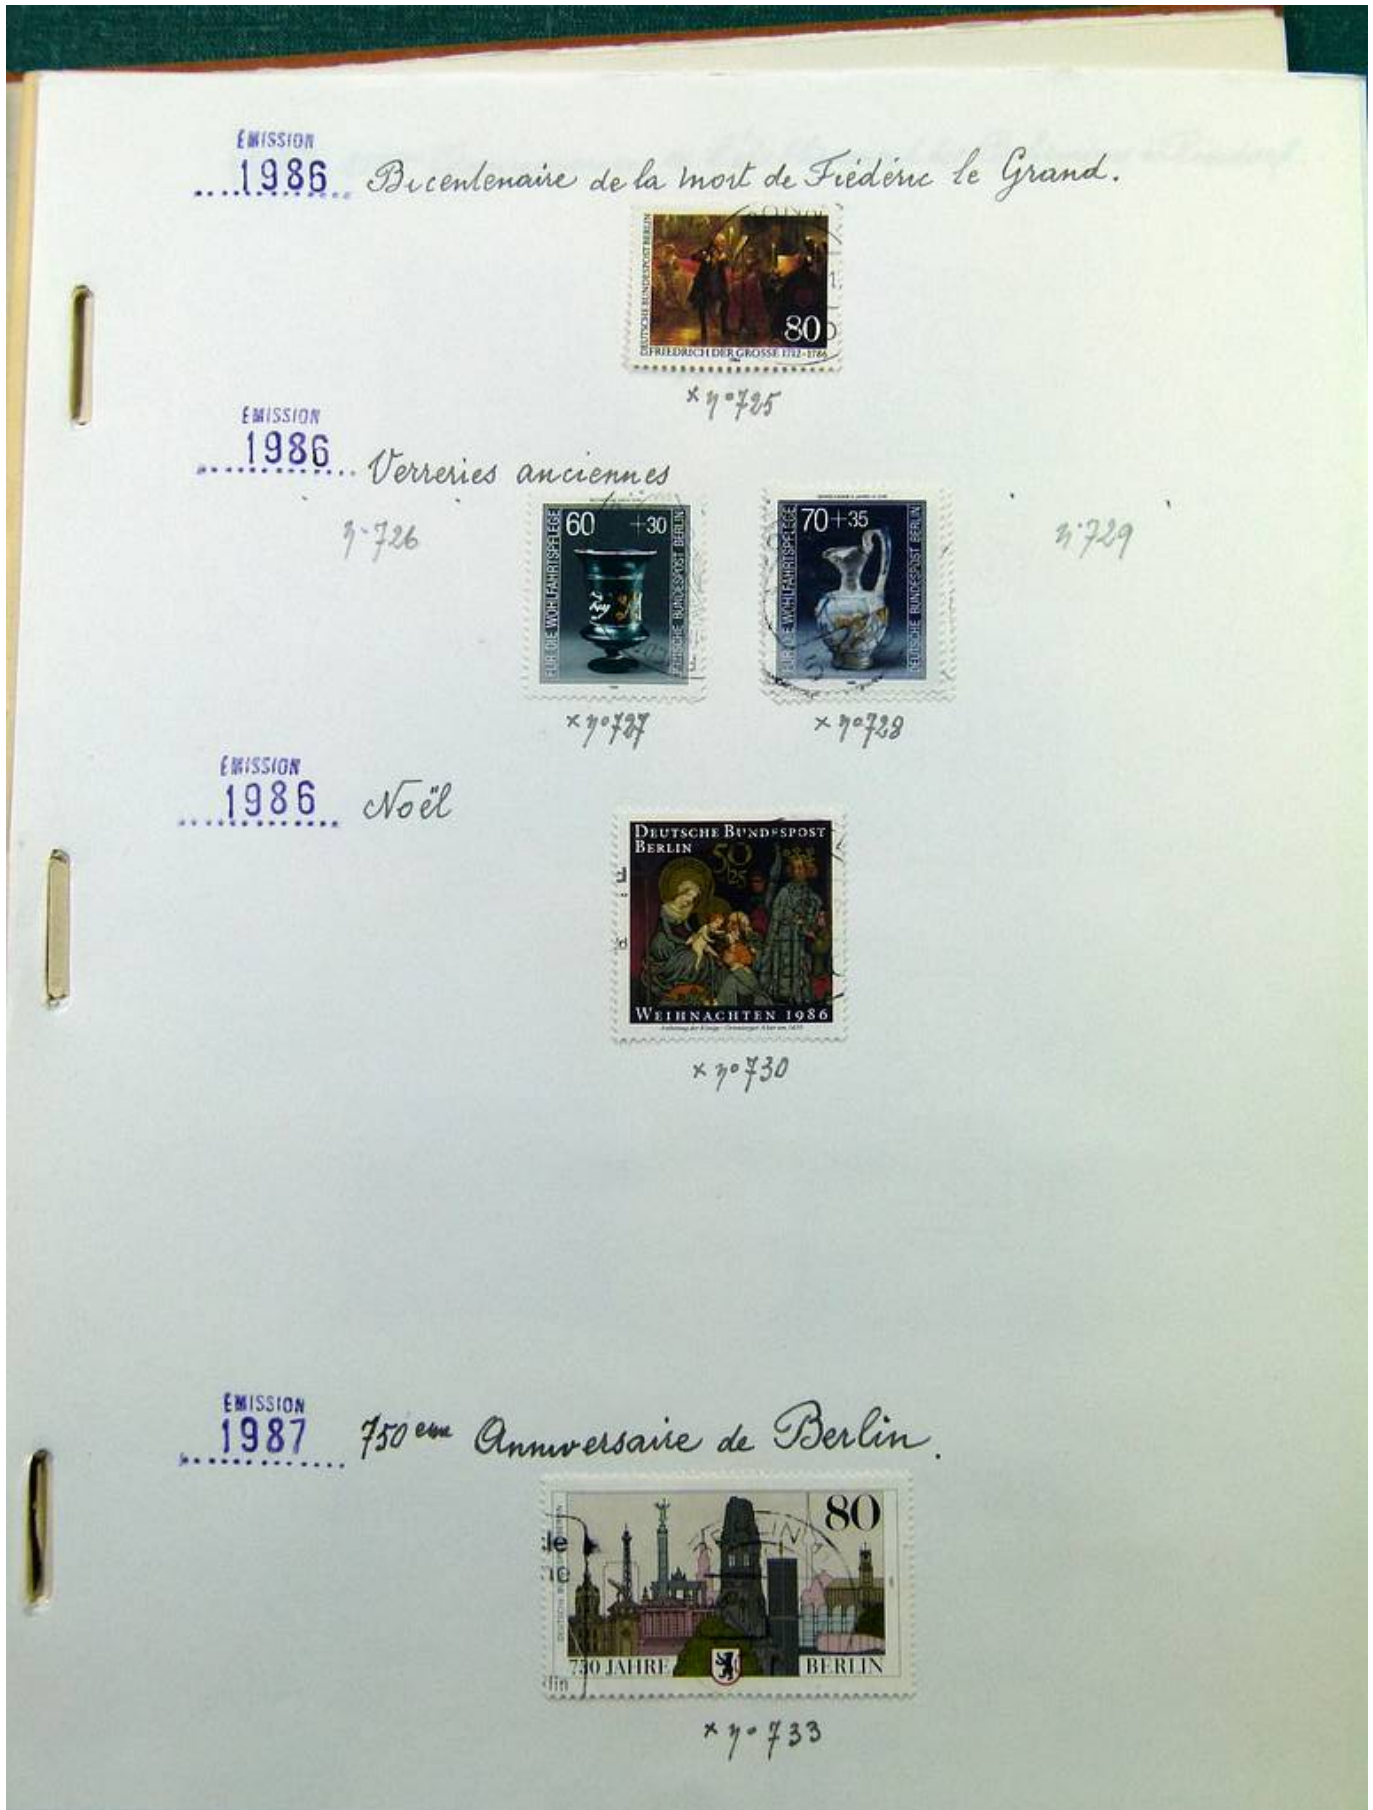 EMISSION
1986 Bicentenaire de la mort de Frédéric le Grand.
DEUTSCHE BUNDESPOST BERLIN
80
FRIEDRICH DER GROSSE 1712-1786
x n° 725
EMISSION
1986 Verreries anciennes
n° 726
FÜR DIE WOHLFAHRTSPFLEGE
60 +30
DEUTSCHE BUNDESPOST BERLIN
FÜR DIE WOHLFAHRTSPFLEGE
70+35
DEUTSCHE BUNDESPOST BERLIN
n° 729
x n° 727
x n° 728
EMISSION
1986 Noël
DEUTSCHE BUNDESPOST
BERLIN
50
25
WEIHNACHTEN 1986
x n° 730
EMISSION
1987 750eme Anniversaire de Berlin.
80
BERLIN
750 JAHRE BERLIN
x n° 733